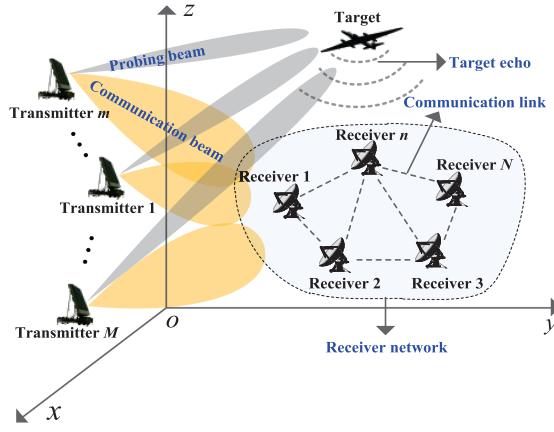 z
Target
Probing beam
Target echo
Transmitter m
Communication beam
Communication link
Receiver n
Receiver 1
Receiver N
Transmitter 1
Receiver 2
Receiver 3
Transmitter M
O
y
Receiver network
x